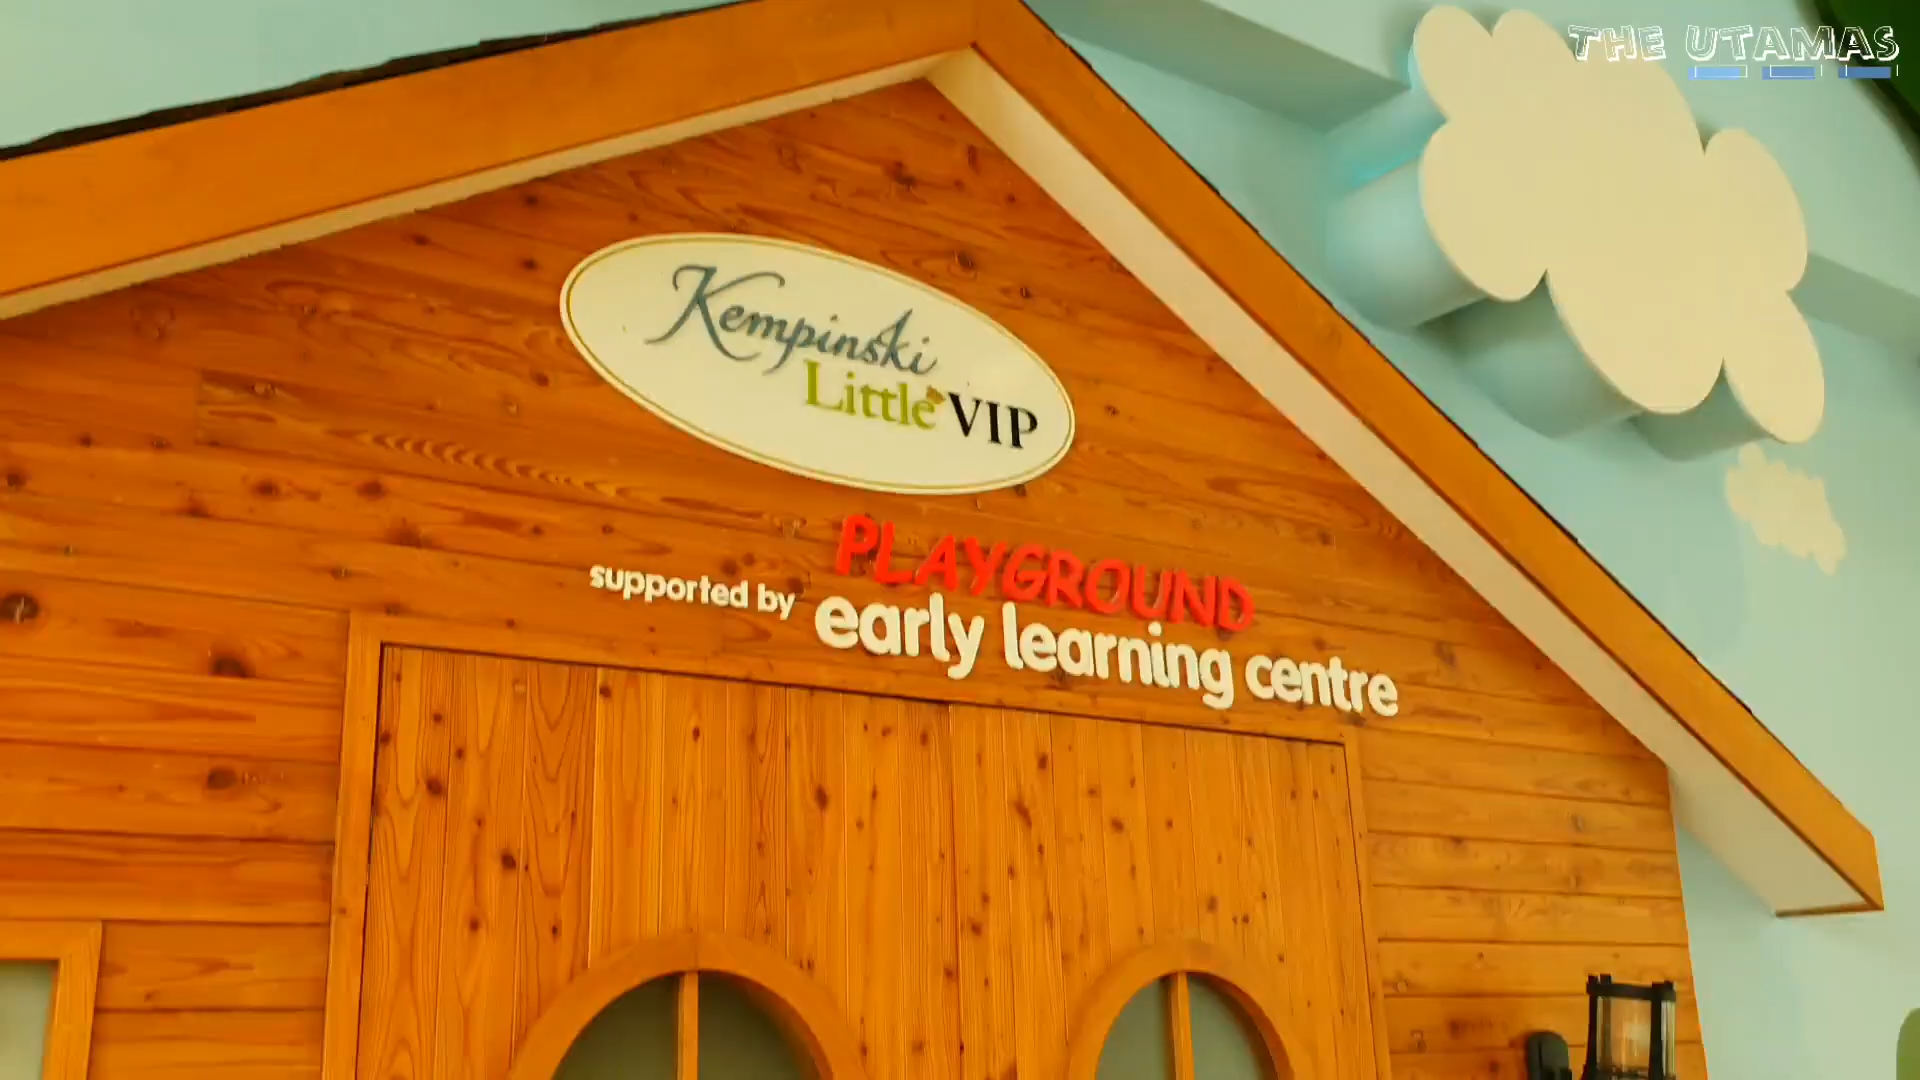 THE UTAMAS
Kempinski
Little VIP
PLAYGROUND
supported by early learning centre